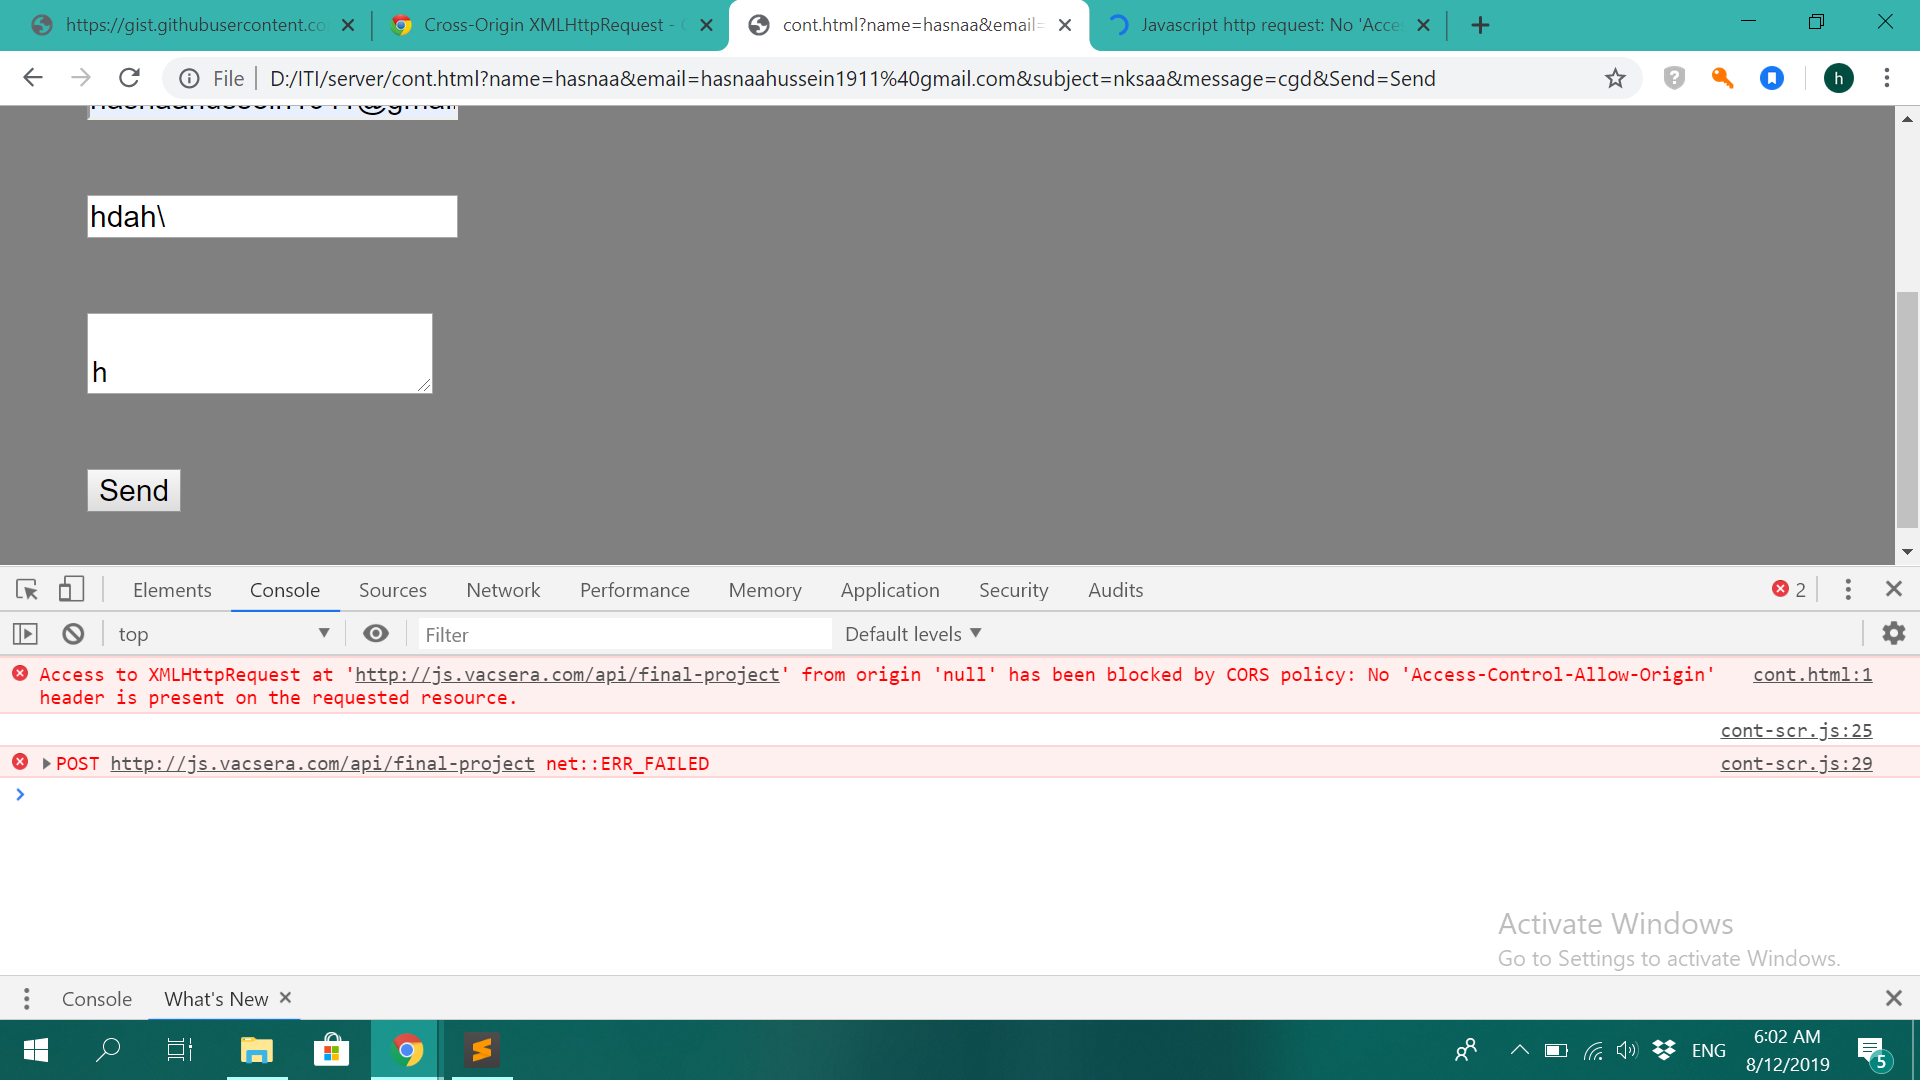 https://gist.githubusercontent.co
Cross-Origin XMLHttpRequest -
cont.html?name=hasnaa&email=
Javascript http request: No 'Acce
File
D:/ITI/server/cont.html?name=hasnaa&email=hasnaahussein1911%40gmail.com&subject=nksaa&message=cgd&Send=Send
h
hdah\
h
Send
Elements
Console
Sources
Network
Performance
Memory
Application
Security
Audits
2
top
Filter
Default levels
Access to XMLHttpRequest at 'http://js.vacsera.com/api/final-project' from origin 'null' has been blocked by CORS policy: No 'Access-Control-Allow-Origin' cont.html:1
header is present on the requested resource.
cont-scr.js:25
POST http://js.vacsera.com/api/final-project net::ERR_FAILED cont-scr.js:29
Activate Windows
Go to Settings to activate Windows.
Console
What's New
ENG
6:02 AM
8/12/2019
5